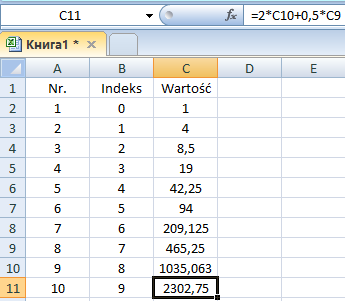 C11 fx =2*C10+0,5*C9
Книга1 *
A B C D E
1 Nr. Indeks Wartość
2 1 0 1
3 2 1 4
4 3 2 8,5
5 4 3 19
6 5 4 42,25
7 6 5 94
8 7 6 209,125
9 8 7 465,25
10 9 8 1035,063
11 10 9 2302,75